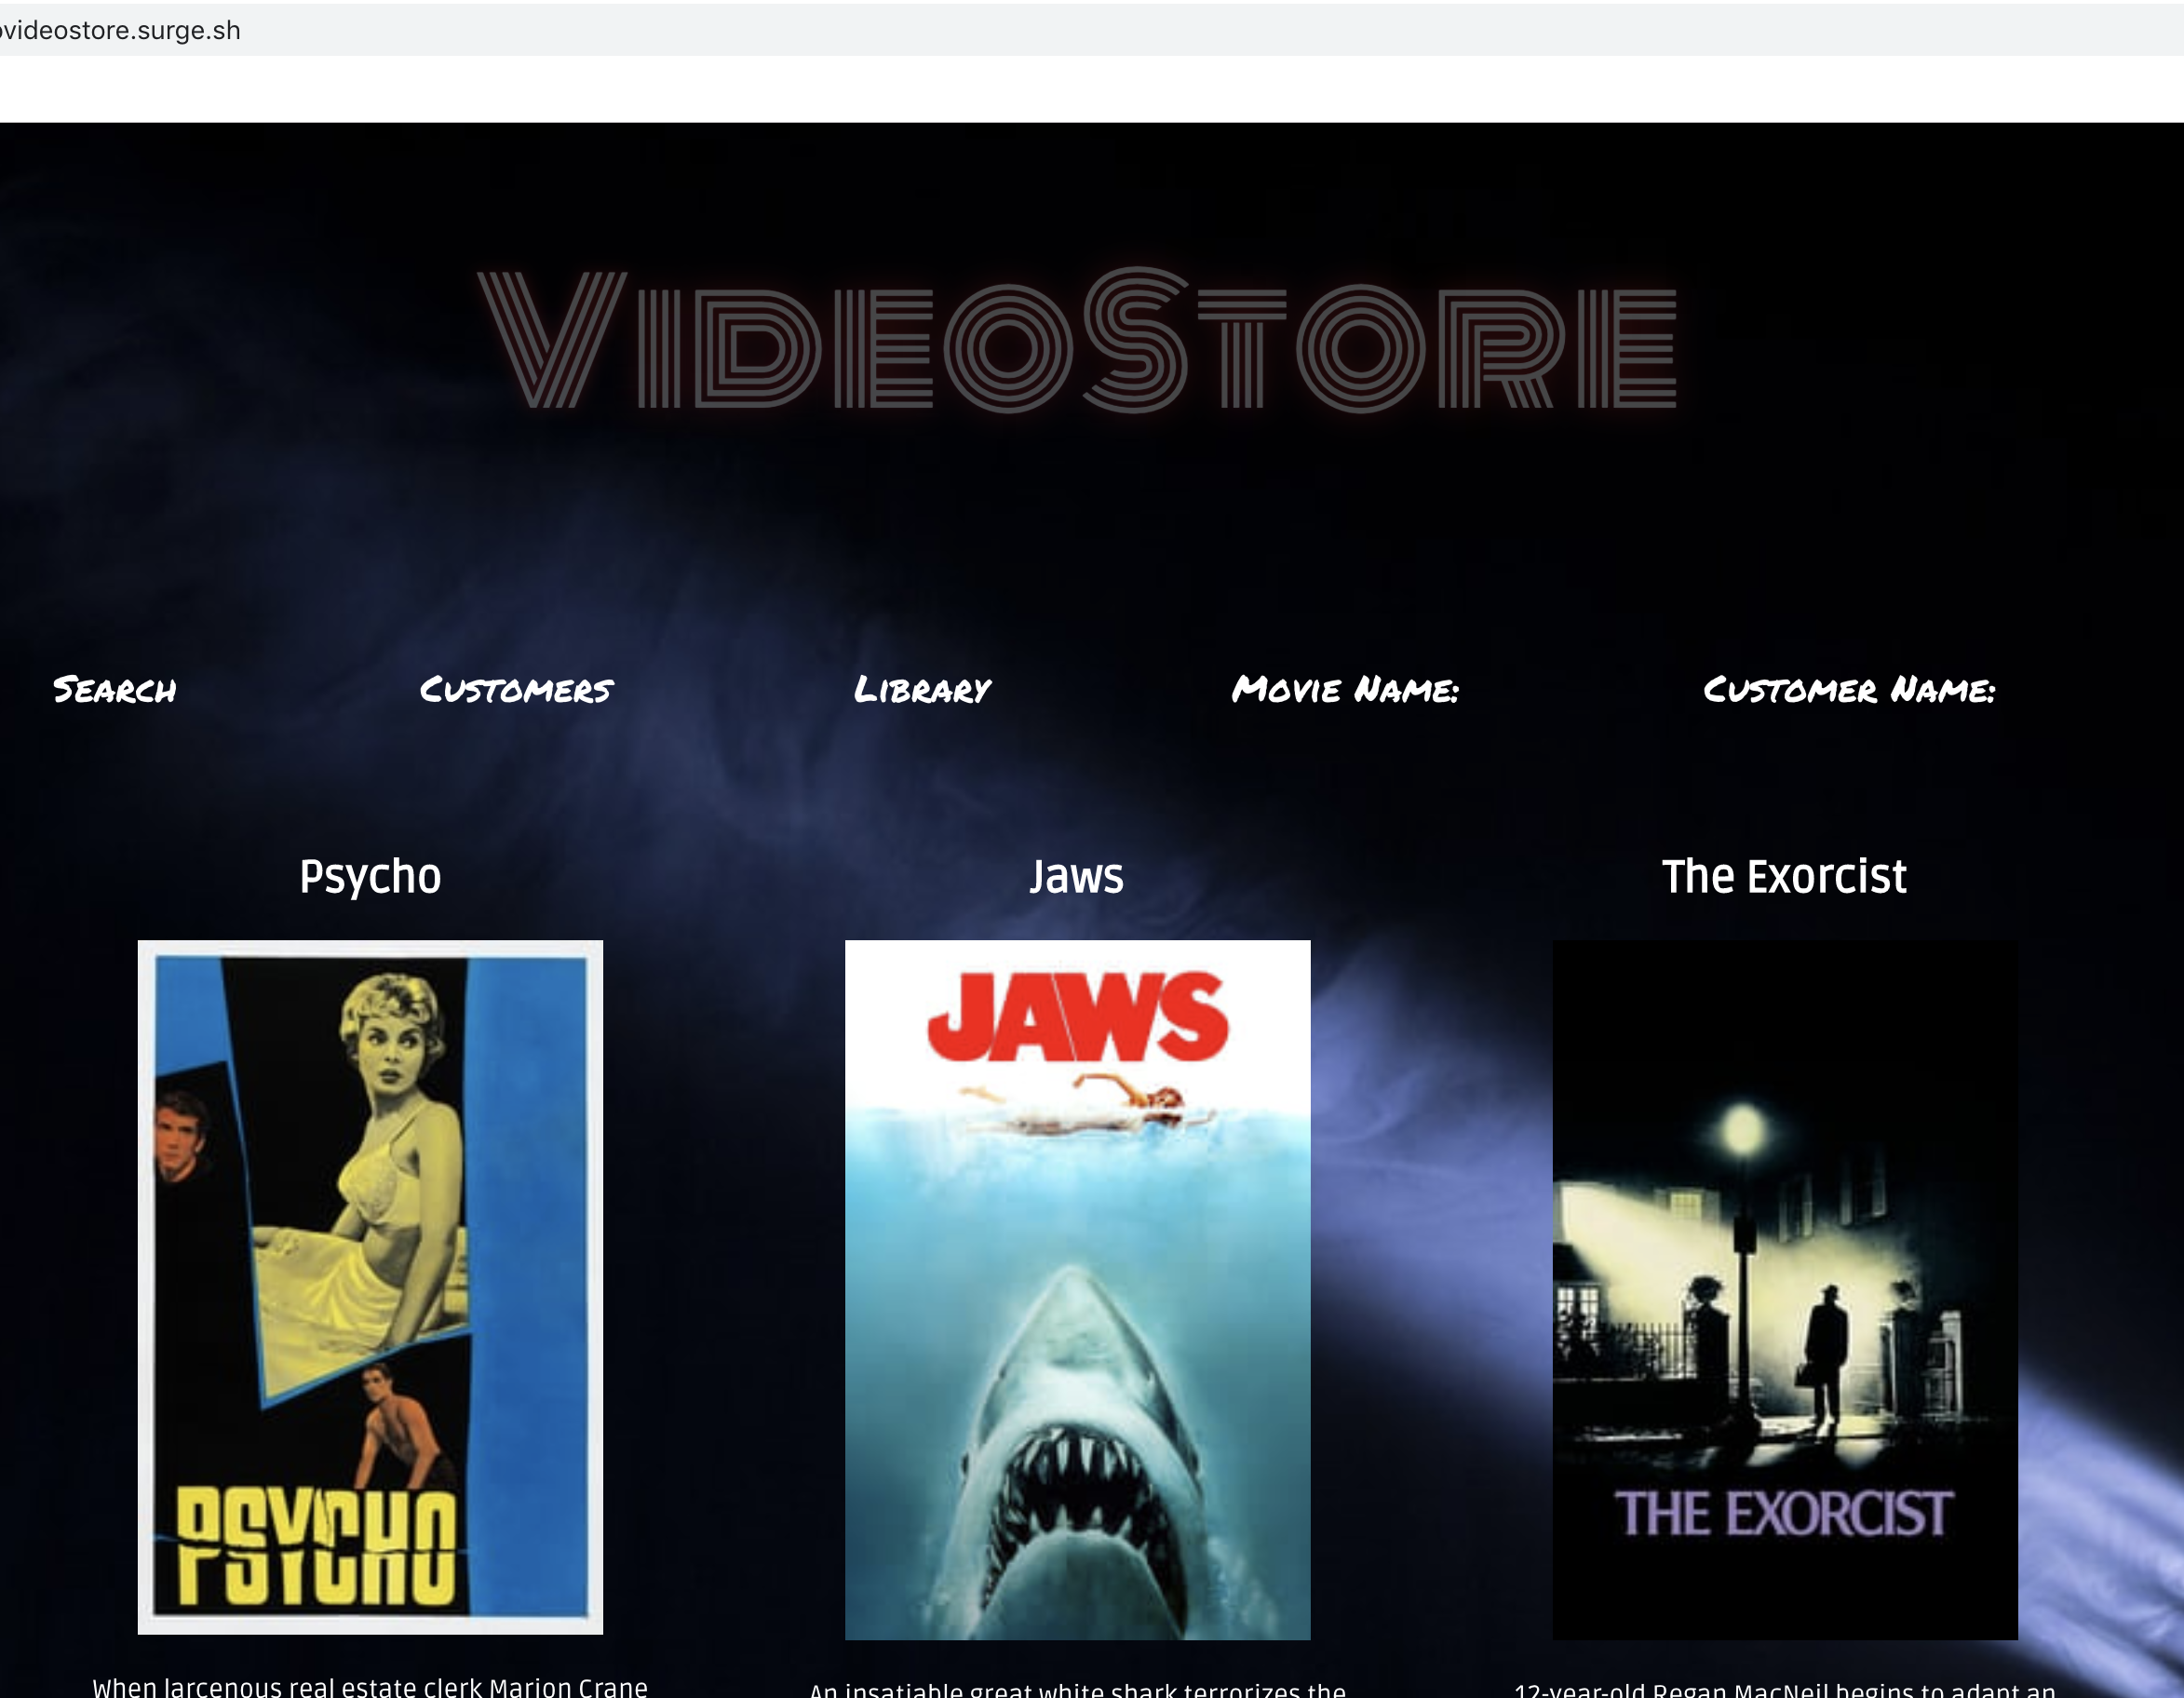 videostore.surge.sh
VideoStore
Search Customers Library Movie Name: Customer Name:
Psycho Jaws The Exorcist
JAWS
PSYCHO
THE EXORCIST
When larcenous real estate clerk Marion Crane
An insatiable great white shark terrorizes the
12-year-old Regan MacNeil begins to adapt an